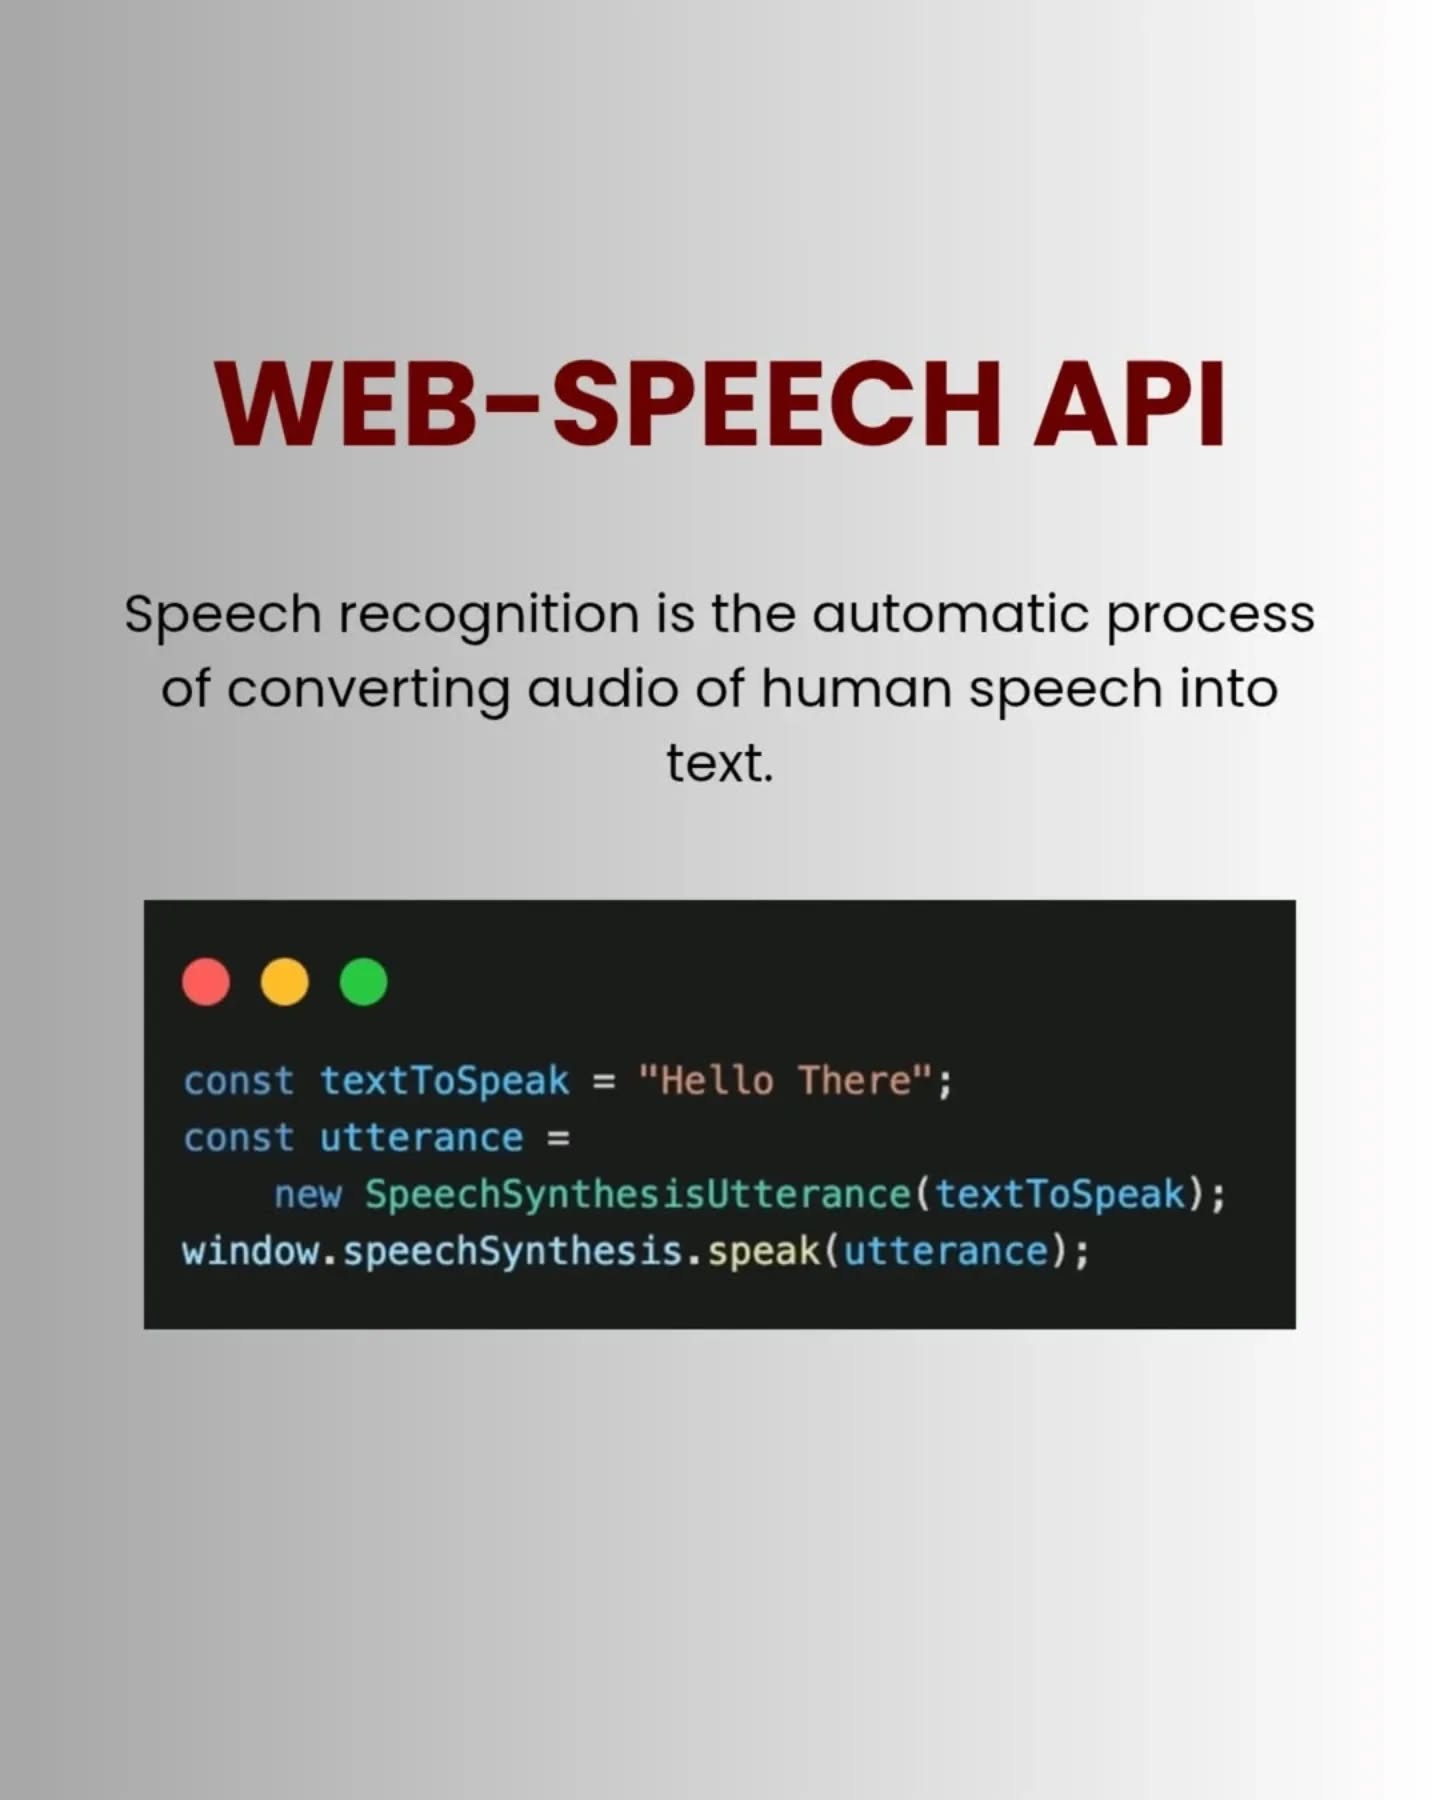 WEB-SPEECH API
Speech recognition is the automatic process
of converting audio of human speech into
text.
const textToSpeak = "Hello There";
const utterance =
    new SpeechSynthesisUtterance(textToSpeak);
window.speechSynthesis.speak(utterance);